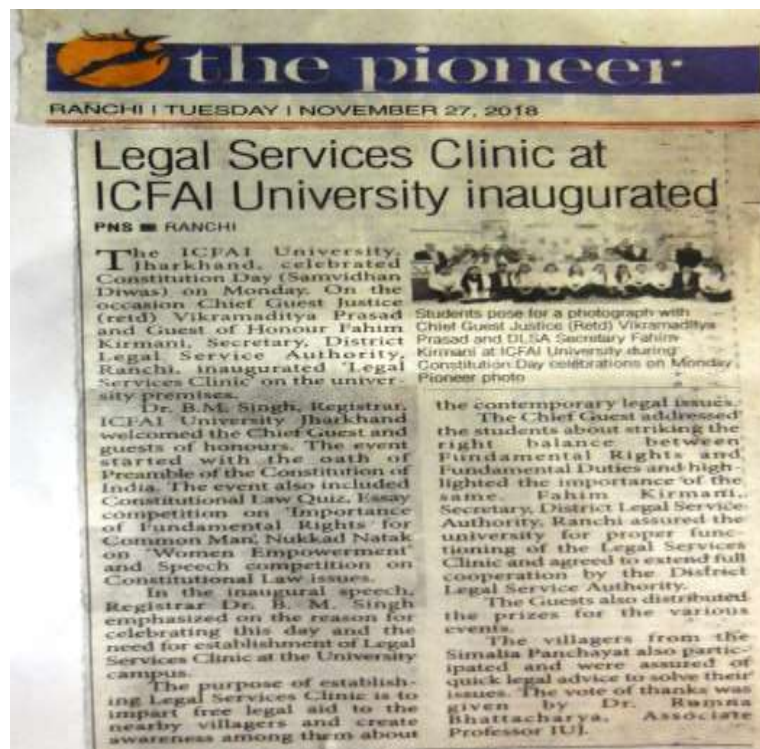 the pioneer
RANCHI | TUESDAY | NOVEMBER 27, 2018
Legal Services Clinic at
ICFAI University inaugurated
PNS ■ RANCHI
The ICFAI University,
Jharkhand, celebrated
Constitution Day (Samvidhan
Diwas) on Monday. On the
occasion Chief Guest Justice
(retd) Vikramaditya Prasad
and Guest of Honour Fahim
Kirmani, Secretary, District
Legal Service Authority,
Ranchi, inaugurated 'Legal
Services Clinic' on the univer-
sity premises.
Dr. B.M. Singh, Registrar,
ICFAI University Jharkhand
welcomed the Chief Guest and
guests of honours. The event
started with the oath of
Preamble of the Constitution of
India. The event also included
Constitutional Law Quiz, Essay
competition on 'Importance
of Fundamental Rights for
Common Man', Nukkad Natak
on 'Women Empowerment'
and Speech competition on
Constitutional Law issues.
In the inaugural speech,
Registrar Dr. B. M. Singh
emphasized on the reason for
celebrating this day and the
need for establishment of Legal
Services Clinic at the University
campus.
The purpose of establish-
ing Legal Services Clinic is to
impart free legal aid to the
nearby villagers and create
awareness among them about
Students pose for a photograph with
Chief Guest Justice (Retd) Vikramaditya
Prasad and DLSA Secretary Fahim
Kirmani at ICFAI University during
Constitution Day celebrations on Monday
Pioneer photo
the contemporary legal issues.
The Chief Guest addressed
the students about striking the
right balance between
Fundamental Rights and
Fundamental Duties and high-
lighted the importance of the
same. Fahim Kirmani,
Secretary, District Legal Service
Authority, Ranchi assured the
university for proper func-
tioning of the Legal Services
Clinic and agreed to extend full
cooperation by the District
Legal Service Authority.
The Guests also distributed
the prizes for the various
events.
The villagers from the
Simalia Panchayat also partic-
ipated and were assured of
quick legal advice to solve their
issues. The vote of thanks was
given by Dr. Rumna
Bhattacharya, Associate
Professor IUJ.